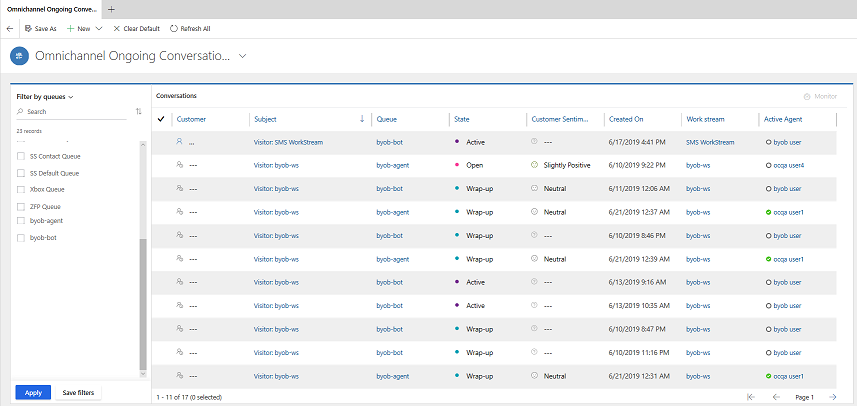 Omnichannel Ongoing Conve... +
Save As New Clear Default Refresh All
Omnichannel Ongoing Conversatio...
Filter by queues
Search
23 records
SS Contact Queue
SS Default Queue
Xbox Queue
ZFP Queue
byob-agent
byob-bot
Apply Save filters
Conversations Monitor
Customer Subject Queue State Customer Sentim... Created On Work stream Active Agent
... Visitor: SMS WorkStream byob-bot Active --- 6/17/2019 4:41 PM SMS WorkStream byob user
--- Visitor: byob-ws byob-agent Open Slightly Positive 6/10/2019 9:22 PM byob-ws ocqa user4
--- Visitor: byob-ws byob-bot Wrap-up Neutral 6/11/2019 12:06 AM byob-ws byob user
--- Visitor: byob-ws byob-agent Wrap-up Neutral 6/21/2019 12:37 AM byob-ws ocqa user1
--- Visitor: byob-ws byob-bot Wrap-up --- 6/10/2019 8:46 PM byob-ws byob user
--- Visitor: byob-ws byob-agent Wrap-up Neutral 6/21/2019 12:39 AM byob-ws ocqa user1
--- Visitor: byob-ws byob-bot Active --- 6/13/2019 9:16 AM byob-ws byob user
--- Visitor: byob-ws byob-bot Active --- 6/13/2019 10:35 AM byob-ws byob user
--- Visitor: byob-ws byob-bot Wrap-up --- 6/10/2019 8:47 PM byob-ws byob user
--- Visitor: byob-ws byob-bot Wrap-up --- 6/10/2019 11:16 PM byob-ws byob user
--- Visitor: byob-ws byob-agent Wrap-up Neutral 6/21/2019 12:31 AM byob-ws ocqa user1
1 - 11 of 17 (0 selected) Page 1